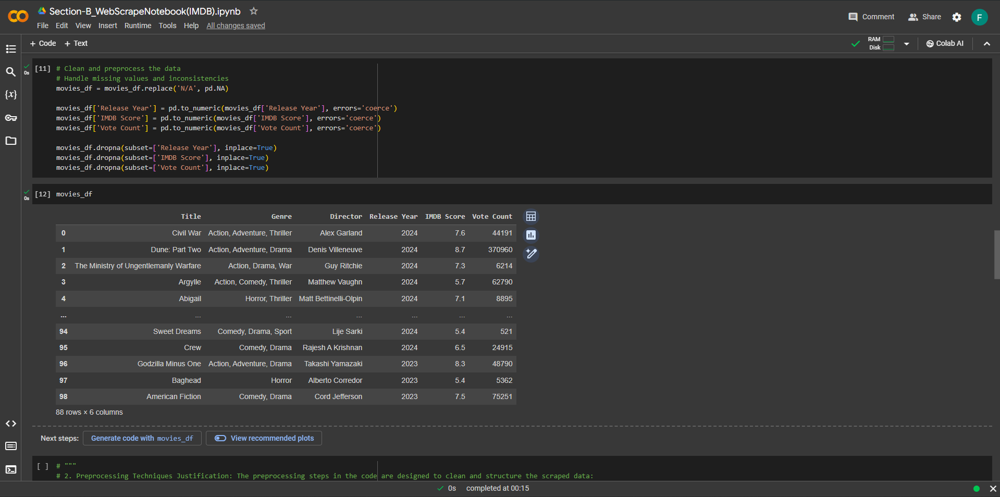 Section-B_WebScrapeNotebook(IMDB).ipynb
File Edit View Insert Runtime Tools Help All changes saved
Comment Share F
+ Code + Text
RAM
Disk
Colab AI
0s
[11] # Clean and preprocess the data
# Handle missing values and inconsistencies
movies_df = movies_df.replace('N/A', pd.NA)
movies_df['Release Year'] = pd.to_numeric(movies_df['Release Year'], errors='coerce')
movies_df['IMDB Score'] = pd.to_numeric(movies_df['IMDB Score'], errors='coerce')
movies_df['Vote Count'] = pd.to_numeric(movies_df['Vote Count'], errors='coerce')
movies_df.dropna(subset=['Release Year'], inplace=True)
movies_df.dropna(subset=['IMDB Score'], inplace=True)
movies_df.dropna(subset=['Vote Count'], inplace=True)
0s
[12] movies_df
Title Genre Director Release Year IMDB Score Vote Count
0 Civil War Action, Adventure, Thriller Alex Garland 2024 7.6 44191
1 Dune: Part Two Action, Adventure, Drama Denis Villeneuve 2024 8.7 370960
2 The Ministry of Ungentlemanly Warfare Action, Drama, War Guy Ritchie 2024 7.3 6214
3 Argylle Action, Comedy, Thriller Matthew Vaughn 2024 5.7 62790
4 Abigail Horror, Thriller Matt Bettinelli-Olpin 2024 7.1 8895
... ... ... ... ... ... ...
94 Sweet Dreams Comedy, Drama, Sport Lije Sarki 2024 5.4 521
95 Crew Comedy, Drama Rajesh A Krishnan 2024 6.5 24915
96 Godzilla Minus One Action, Adventure, Drama Takashi Yamazaki 2023 8.3 48790
97 Baghead Horror Alberto Corredor 2023 5.4 5362
98 American Fiction Comedy, Drama Cord Jefferson 2023 7.5 75251
88 rows × 6 columns
Next steps: Generate code with movies_df View recommended plots
[ ] # """
# 2. Preprocessing Techniques Justification: The preprocessing steps in the code are designed to clean and structure the scraped data:
0s completed at 00:15